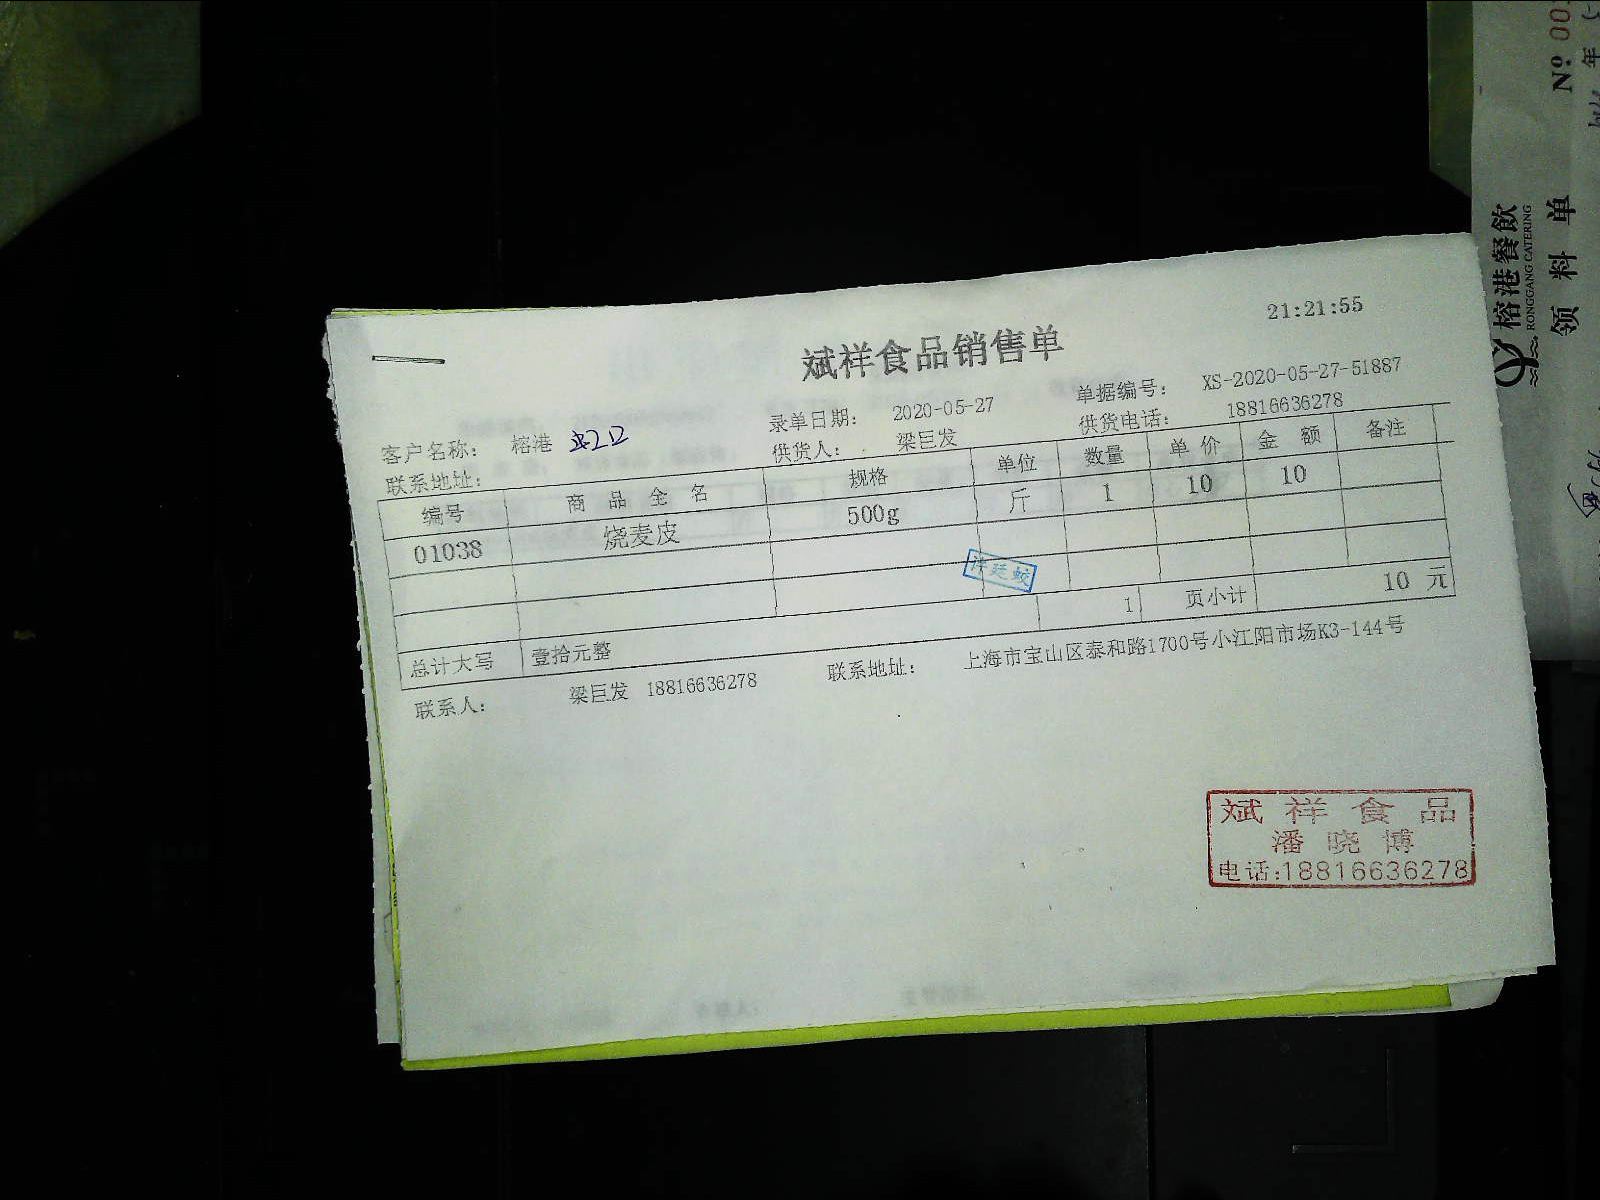 21:21:55
斌祥食品销售单
录单日期: 2020-05-27 单据编号: XS-2020-05-27-51887
客户名称: 榕港 供货人: 梁巨发 供货电话: 18816636278
联系地址:
编号 商品全名 规格 单位 数量 单价 金额 备注
01038 烧麦皮 500g 斤 1 10 10
1 页小计 10 元
总计大写 壹拾元整
联系人: 梁巨发 18816636278 联系地址: 上海市宝山区泰和路1700号小江阳市场K3-144号
斌祥食品
潘晓博
电话:18816636278
榕港餐飲
RONGGANG CATERING
领料单
№ 00
年